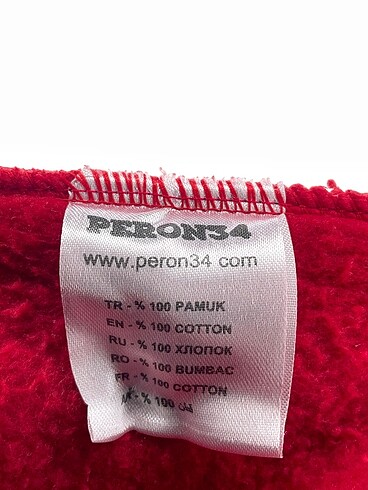 PERON34
www.peron34 com
TR - % 100 PAMUK
EN - % 100 COTTON
RU - % 100 ХЛОПОК
RO - % 100 BUMBAC
FR - % 100 COTTON
% 100